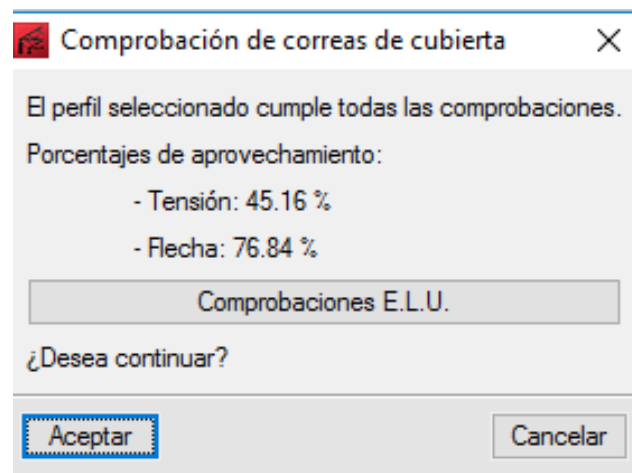 Comprobación de correas de cubierta
El perfil seleccionado cumple todas las comprobaciones.
Porcentajes de aprovechamiento:
- Tensión: 45.16 %
- Flecha: 76.84 %
Comprobaciones E.L.U.
¿Desea continuar?
Aceptar
Cancelar